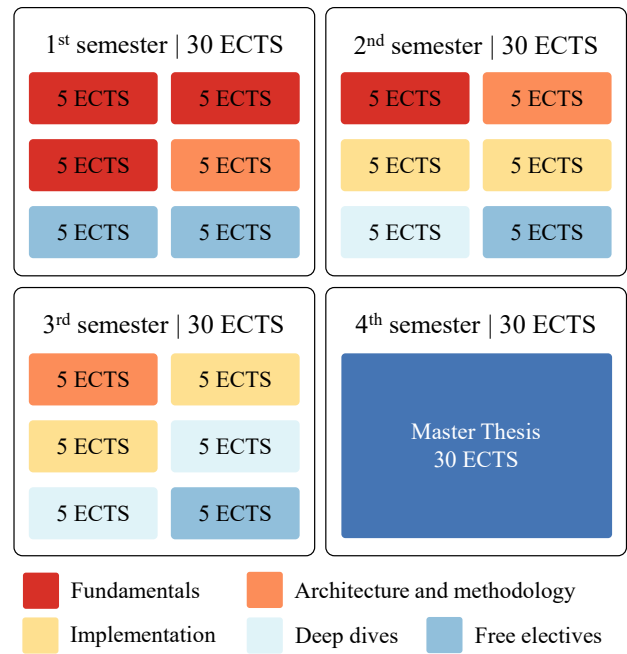 1st semester | 30 ECTS
5 ECTS 5 ECTS
5 ECTS 5 ECTS
5 ECTS 5 ECTS
2nd semester | 30 ECTS
5 ECTS 5 ECTS
5 ECTS 5 ECTS
5 ECTS 5 ECTS
3rd semester | 30 ECTS
5 ECTS 5 ECTS
5 ECTS 5 ECTS
5 ECTS 5 ECTS
4th semester | 30 ECTS
Master Thesis
30 ECTS
Fundamentals Architecture and methodology
Implementation Deep dives Free electives